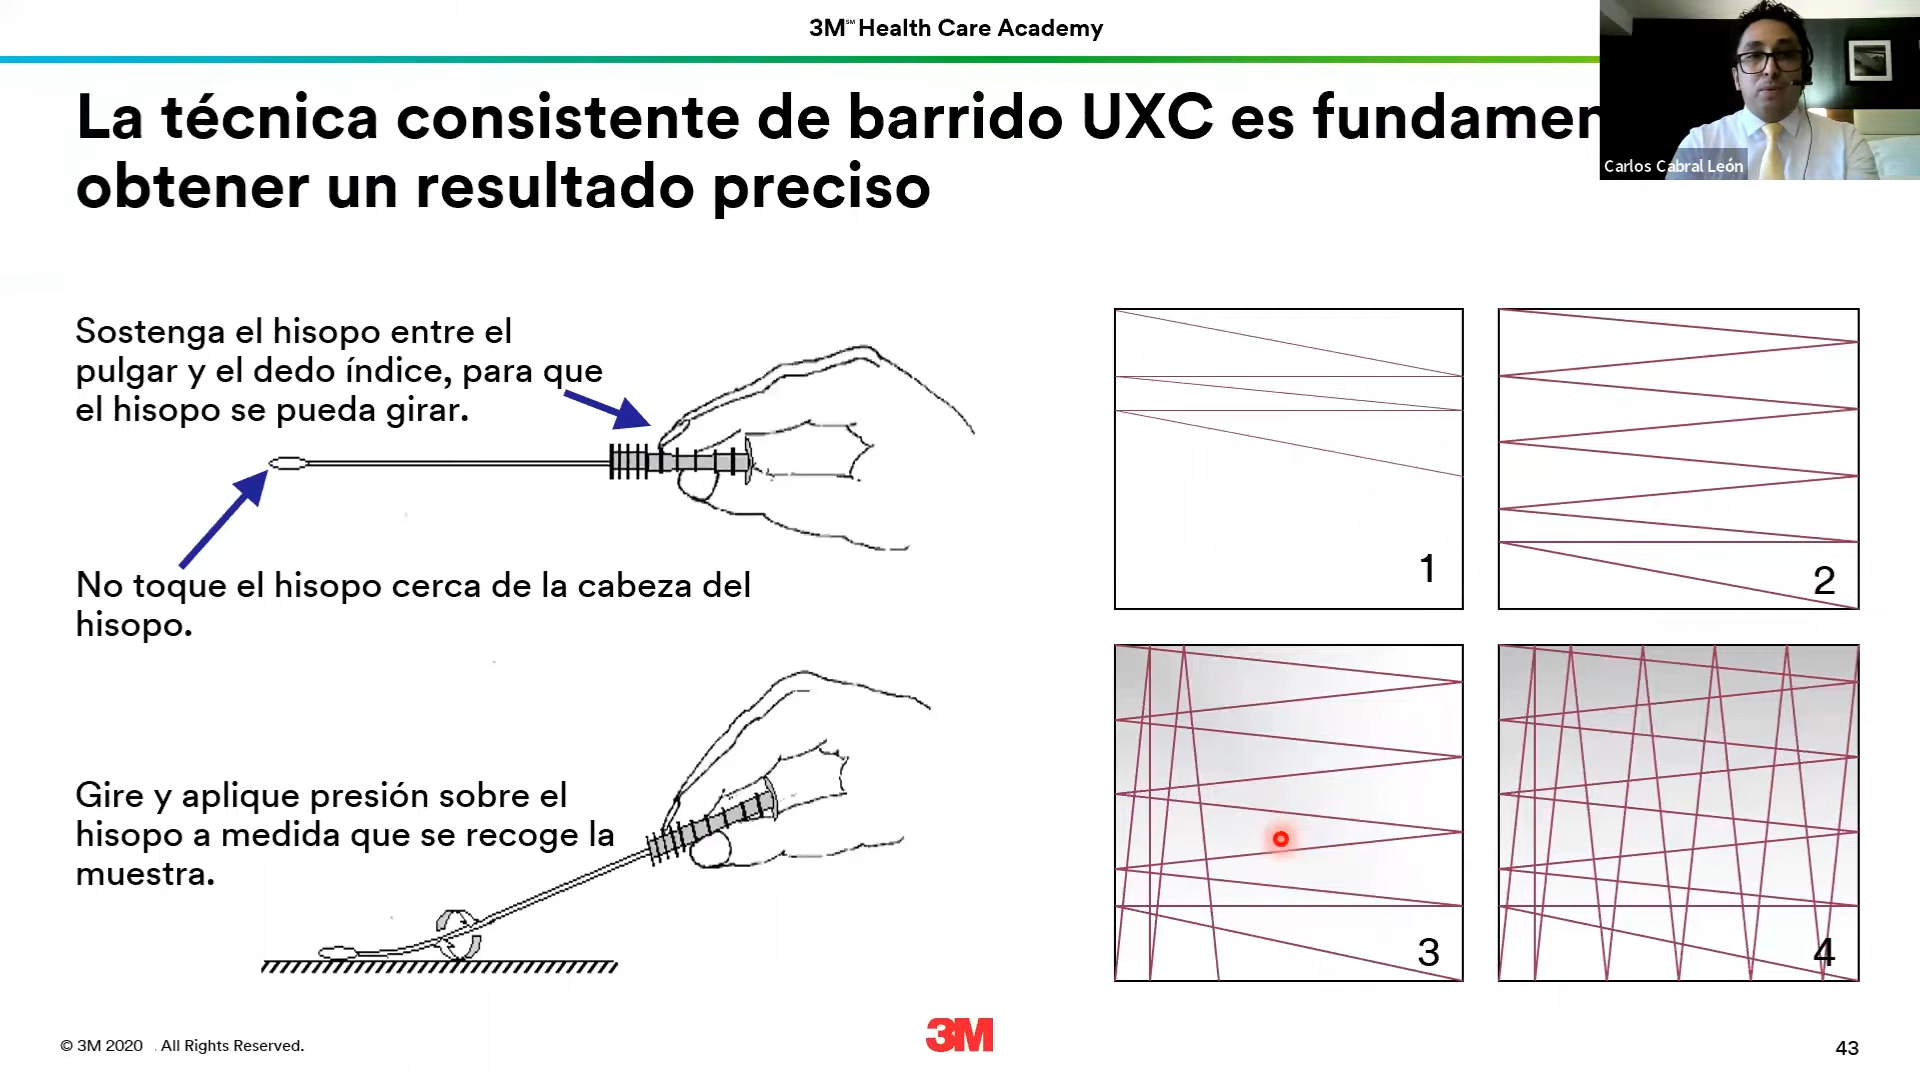 3M℠ Health Care Academy
La técnica consistente de barrido UXC es
obtener un resultado preciso
Carlos Cabral León
Sostenga el hisopo entre el
pulgar y el dedo índice, para que
el hisopo se pueda girar.
No toque el hisopo cerca de la cabeza del
hisopo.
Gire y aplique presión sobre el
hisopo a medida que se recoge la
muestra.
1
2
3
4
© 3M 2020 . All Rights Reserved.
3M
43